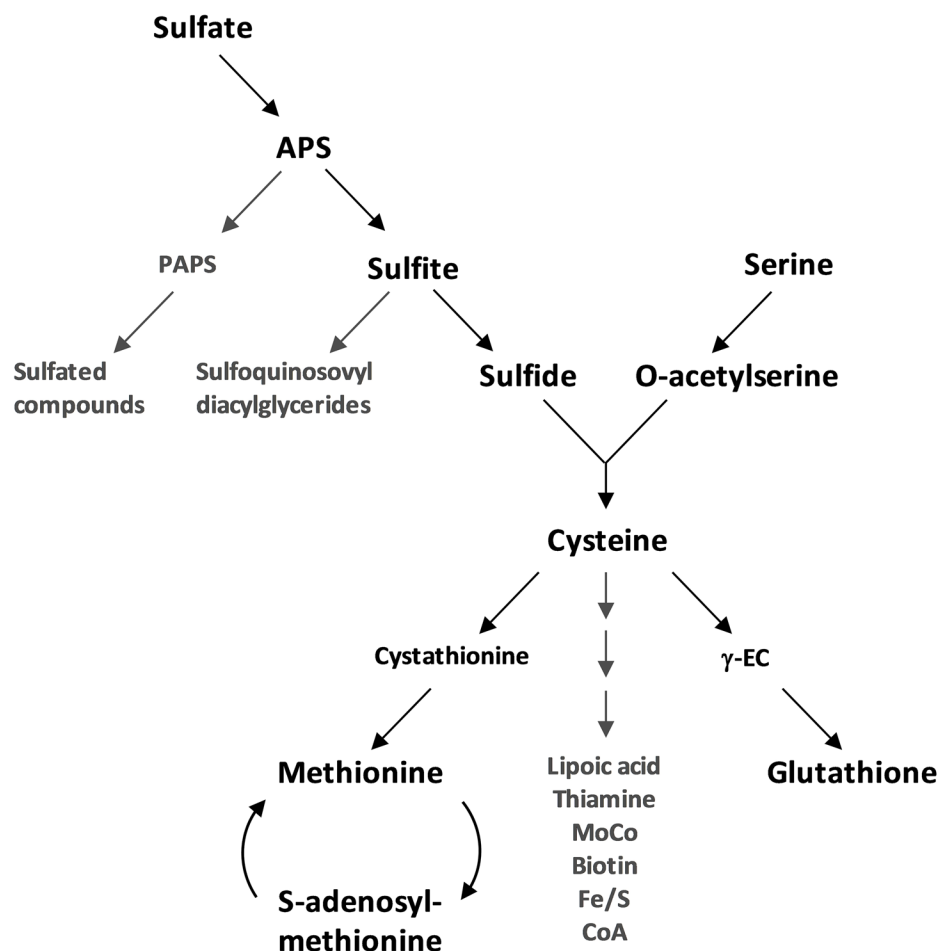 Sulfate
APS
PAPS
Sulfite
Serine
Sulfated
compounds
Sulfoquinosovyl
diacylglycerides
Sulfide
O-acetylserine
Cysteine
Cystathionine
γ-EC
Methionine
Lipoic acid
Thiamine
MoCo
Biotin
Fe/S
CoA
Glutathione
S-adenosyl-
methionine